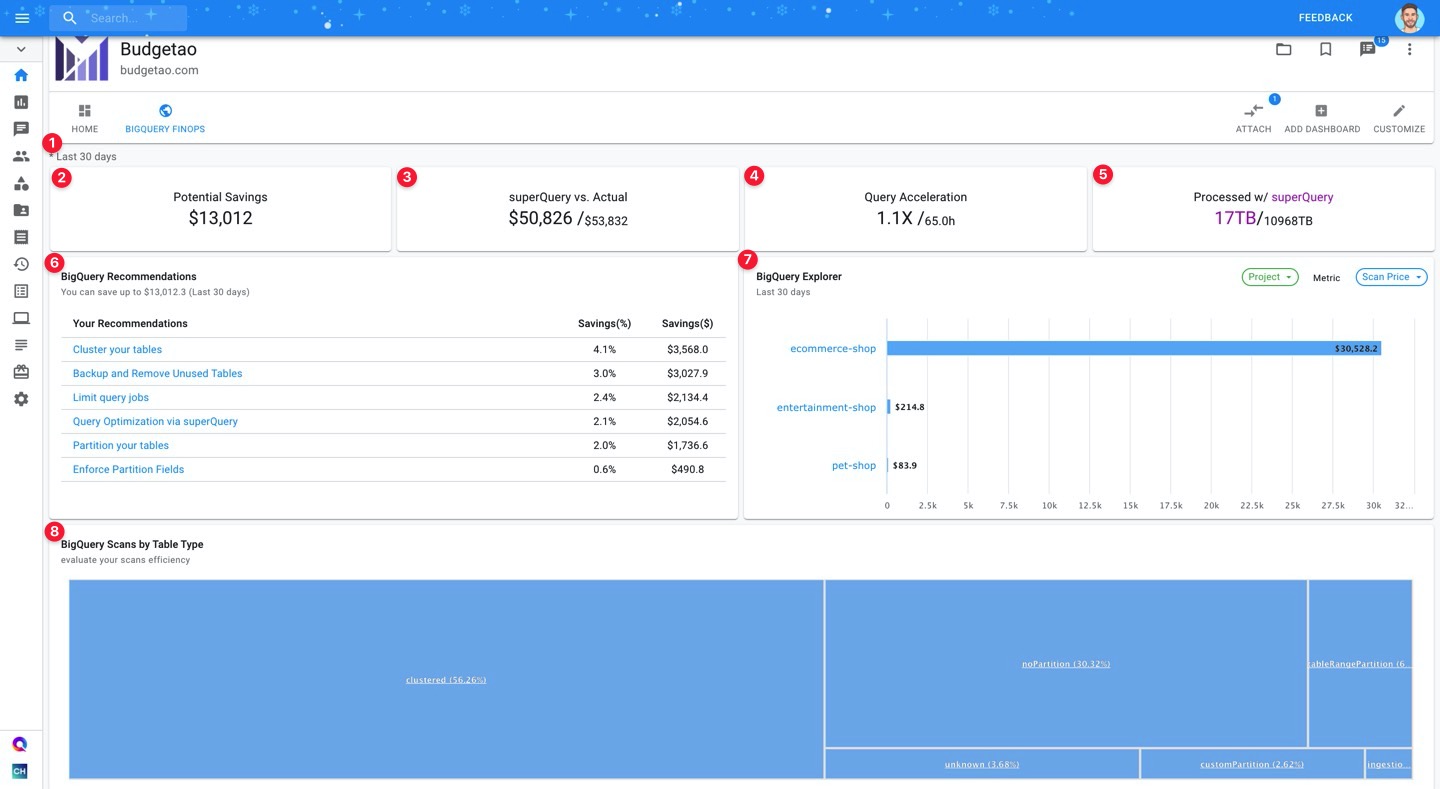 Search...
FEEDBACK
Budgetao
budgetao.com
15
HOME
BIGQUERY FINOPS
1
ATTACH
ADD DASHBOARD
CUSTOMIZE
1
* Last 30 days
2
Potential Savings
$13,012
3
superQuery vs. Actual
$50,826 /$53,832
4
Query Acceleration
1.1X /65.0h
5
Processed w/ superQuery
17TB/10968TB
6
BigQuery Recommendations
You can save up to $13,012.3 (Last 30 days)
Your Recommendations Savings(%) Savings($)
Cluster your tables 4.1% $3,568.0
Backup and Remove Unused Tables 3.0% $3,027.9
Limit query jobs 2.4% $2,134.4
Query Optimization via superQuery 2.1% $2,054.6
Partition your tables 2.0% $1,736.6
Enforce Partition Fields 0.6% $490.8
7
BigQuery Explorer
Last 30 days
Project
Metric
Scan Price
ecommerce-shop $30,528.2
entertainment-shop $214.8
pet-shop $83.9
0 2.5k 5k 7.5k 10k 12.5k 15k 17.5k 20k 22.5k 25k 27.5k 30k 32...
8
BigQuery Scans by Table Type
evaluate your scans efficiency
clustered (56.26%)
noPartition (30.32%)
ableRangePartition (6...
unknown (3.68%)
customPartition (2.62%)
ingestio...
CH